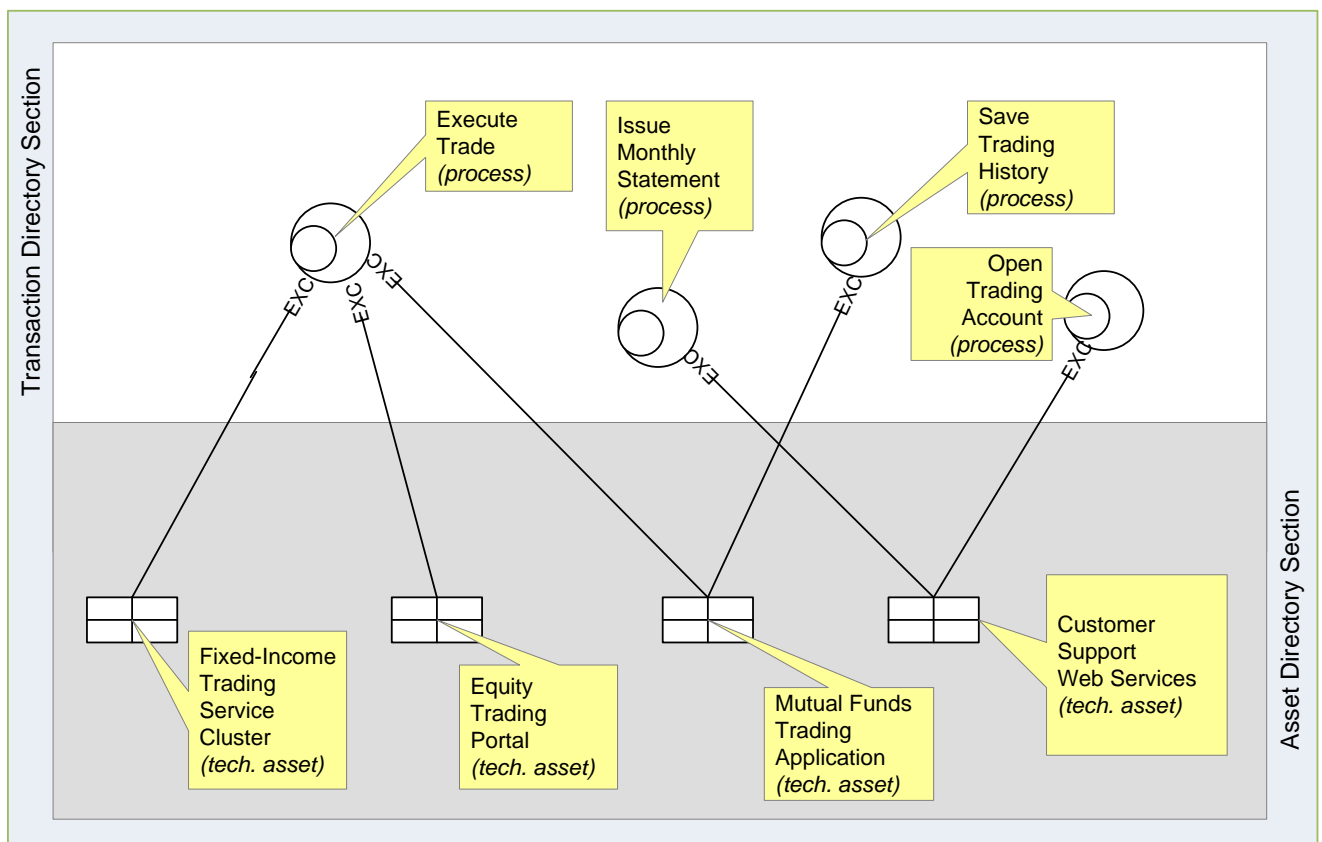 Transaction Directory Section
Execute
Trade
(process)
Issue
Monthly
Statement
(process)
Save
Trading
History
(process)
Open
Trading
Account
(process)
EXC
EXC
EXC
EXC
EXC
EXC
Fixed-Income
Trading
Service
Cluster
(tech. asset)
Equity
Trading
Portal
(tech. asset)
Mutual Funds
Trading
Application
(tech. asset)
Customer
Support
Web Services
(tech. asset)
Asset Directory Section